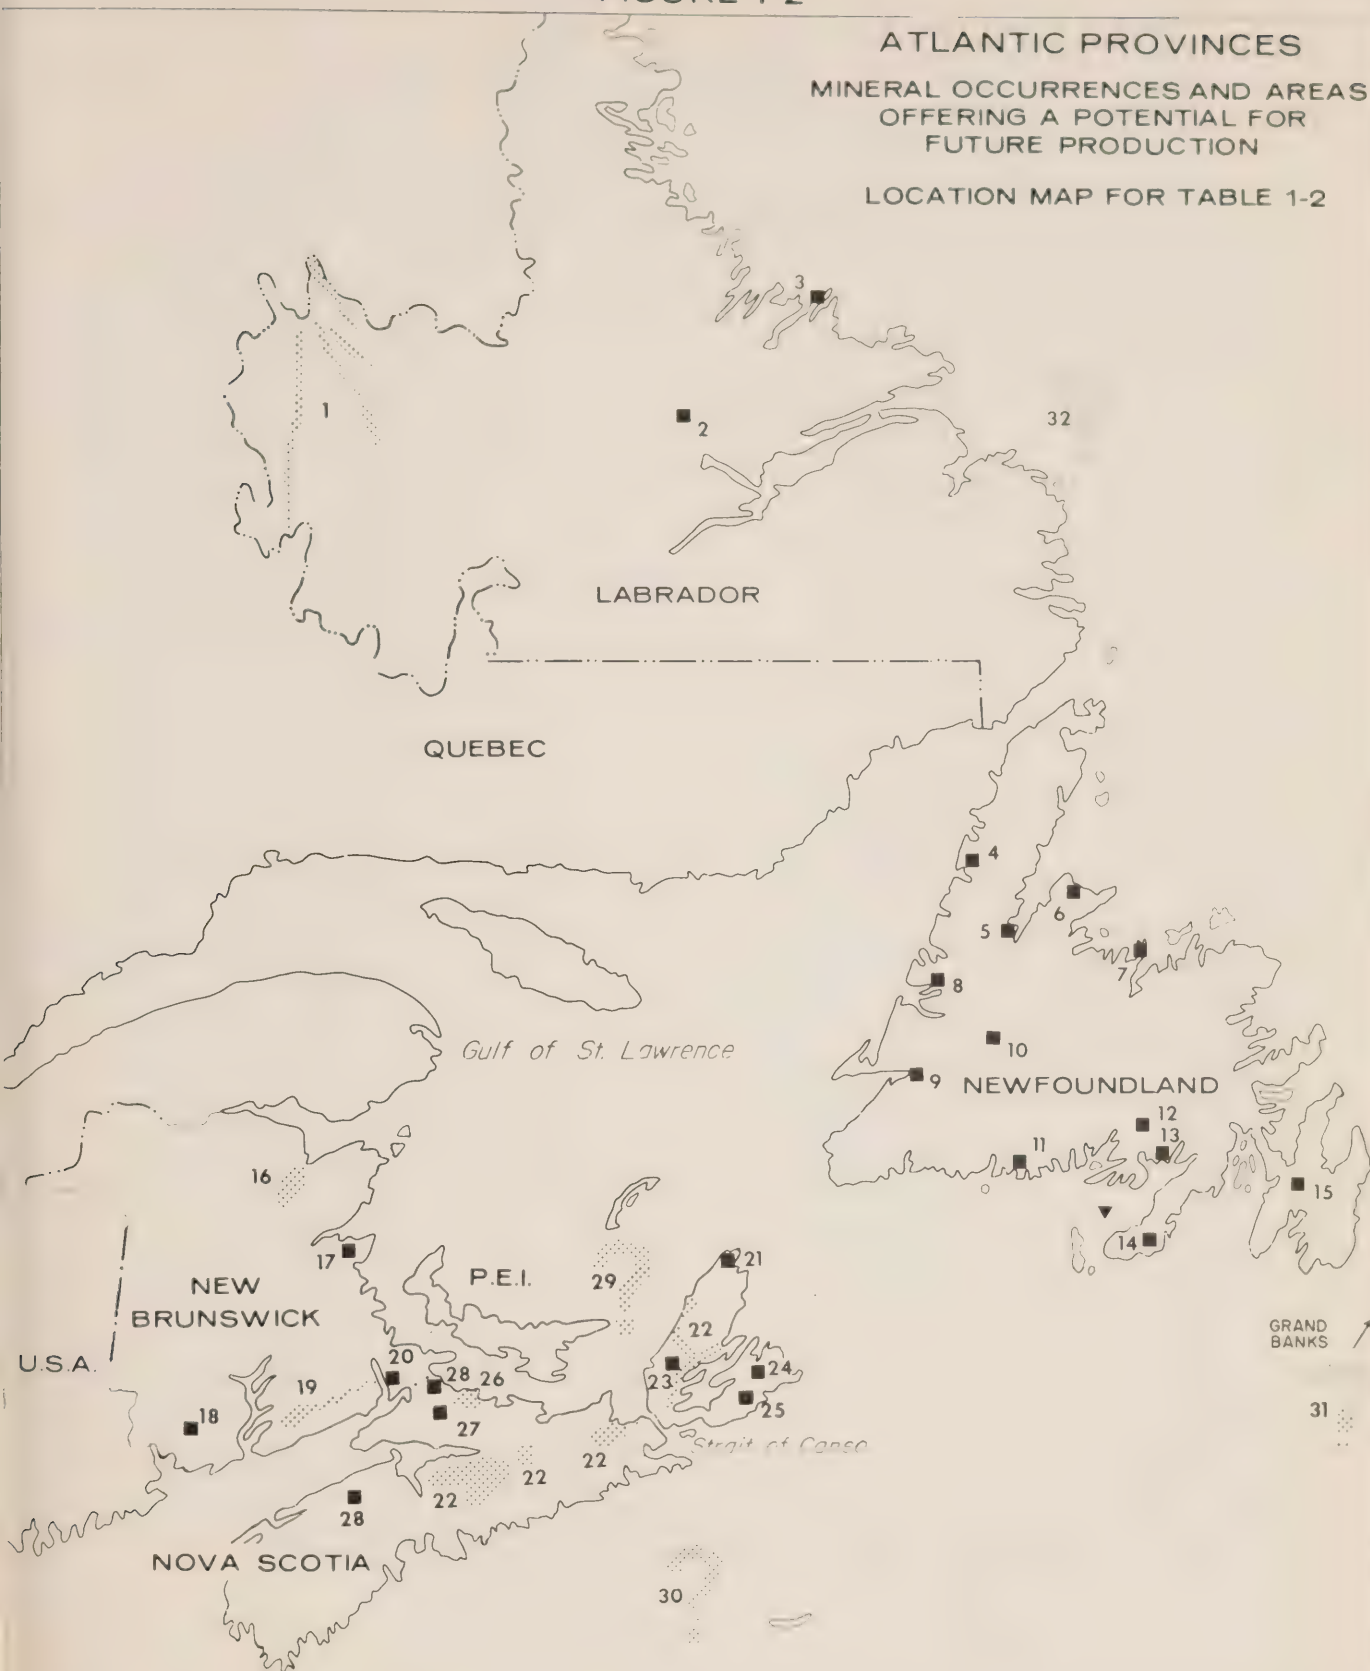 FIGURE 1-2
ATLANTIC PROVINCES
MINERAL OCCURRENCES AND AREAS
OFFERING A POTENTIAL FOR
FUTURE PRODUCTION
LOCATION MAP FOR TABLE 1-2
3
1
2
32
LABRADOR
QUEBEC
4
6
5
7
8
Gulf of St. Lawrence
10
9
NEWFOUNDLAND
12
13
11
16
15
14
17
21
P.E.I.
29
NEW
BRUNSWICK
22
GRAND
BANKS
U.S.A.
20
24
23
28
26
19
25
31
18
27
Strait of Canso
22
22
22
28
NOVA SCOTIA
30